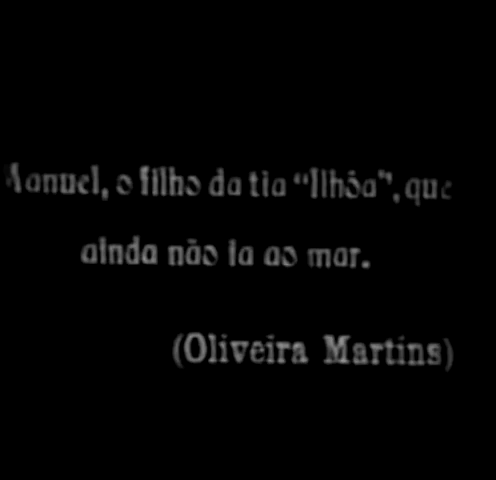 Manuel, o filho da tia "Ilhôa", que
ainda não ia ao mar.
(Oliveira Martins)